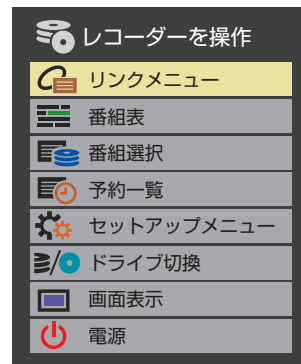 レコーダーを操作
リンクメニュー
番組表
番組選択
予約一覧
セットアップメニュー
ドライブ切換
画面表示
電源